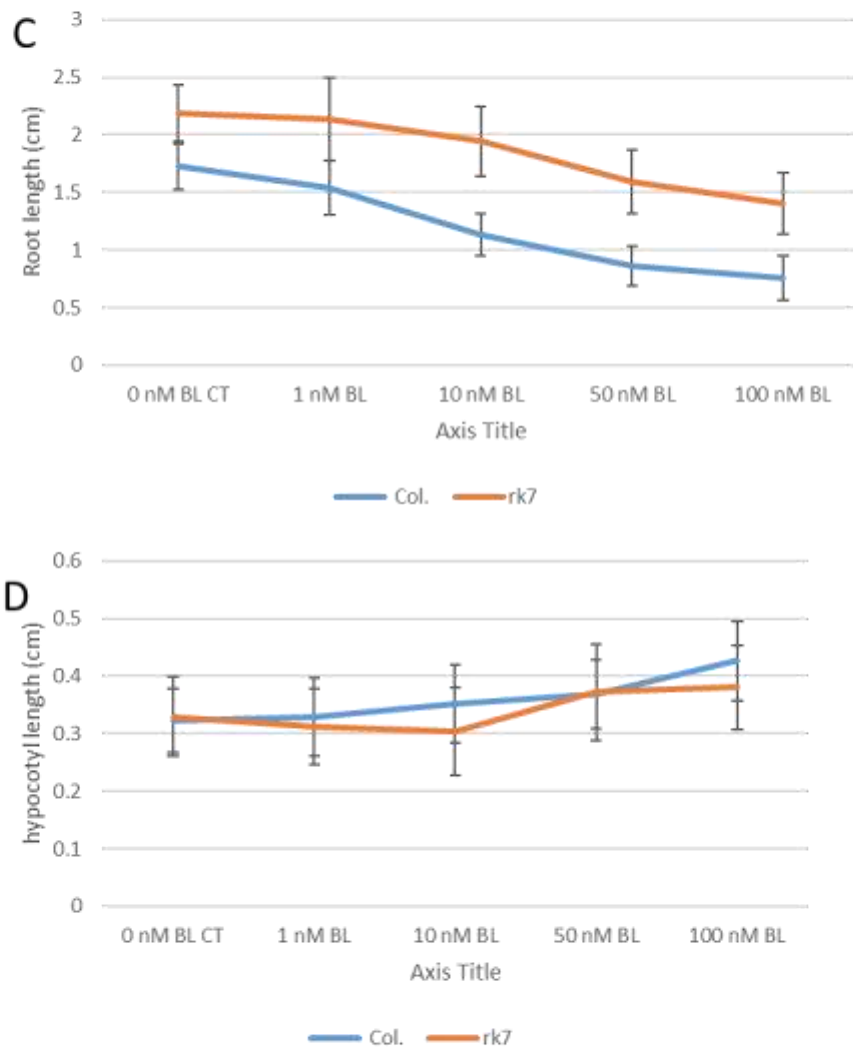 C
Root length (cm)
3
2.5
2
1.5
1
0.5
0
0 nM BL CT 1 nM BL 10 nM BL 50 nM BL 100 nM BL
Axis Title
Col. rk7
D
hypocotyl length (cm)
0.6
0.5
0.4
0.3
0.2
0.1
0
0 nM BL CT 1 nM BL 10 nM BL 50 nM BL 100 nM BL
Axis Title
Col. rk7